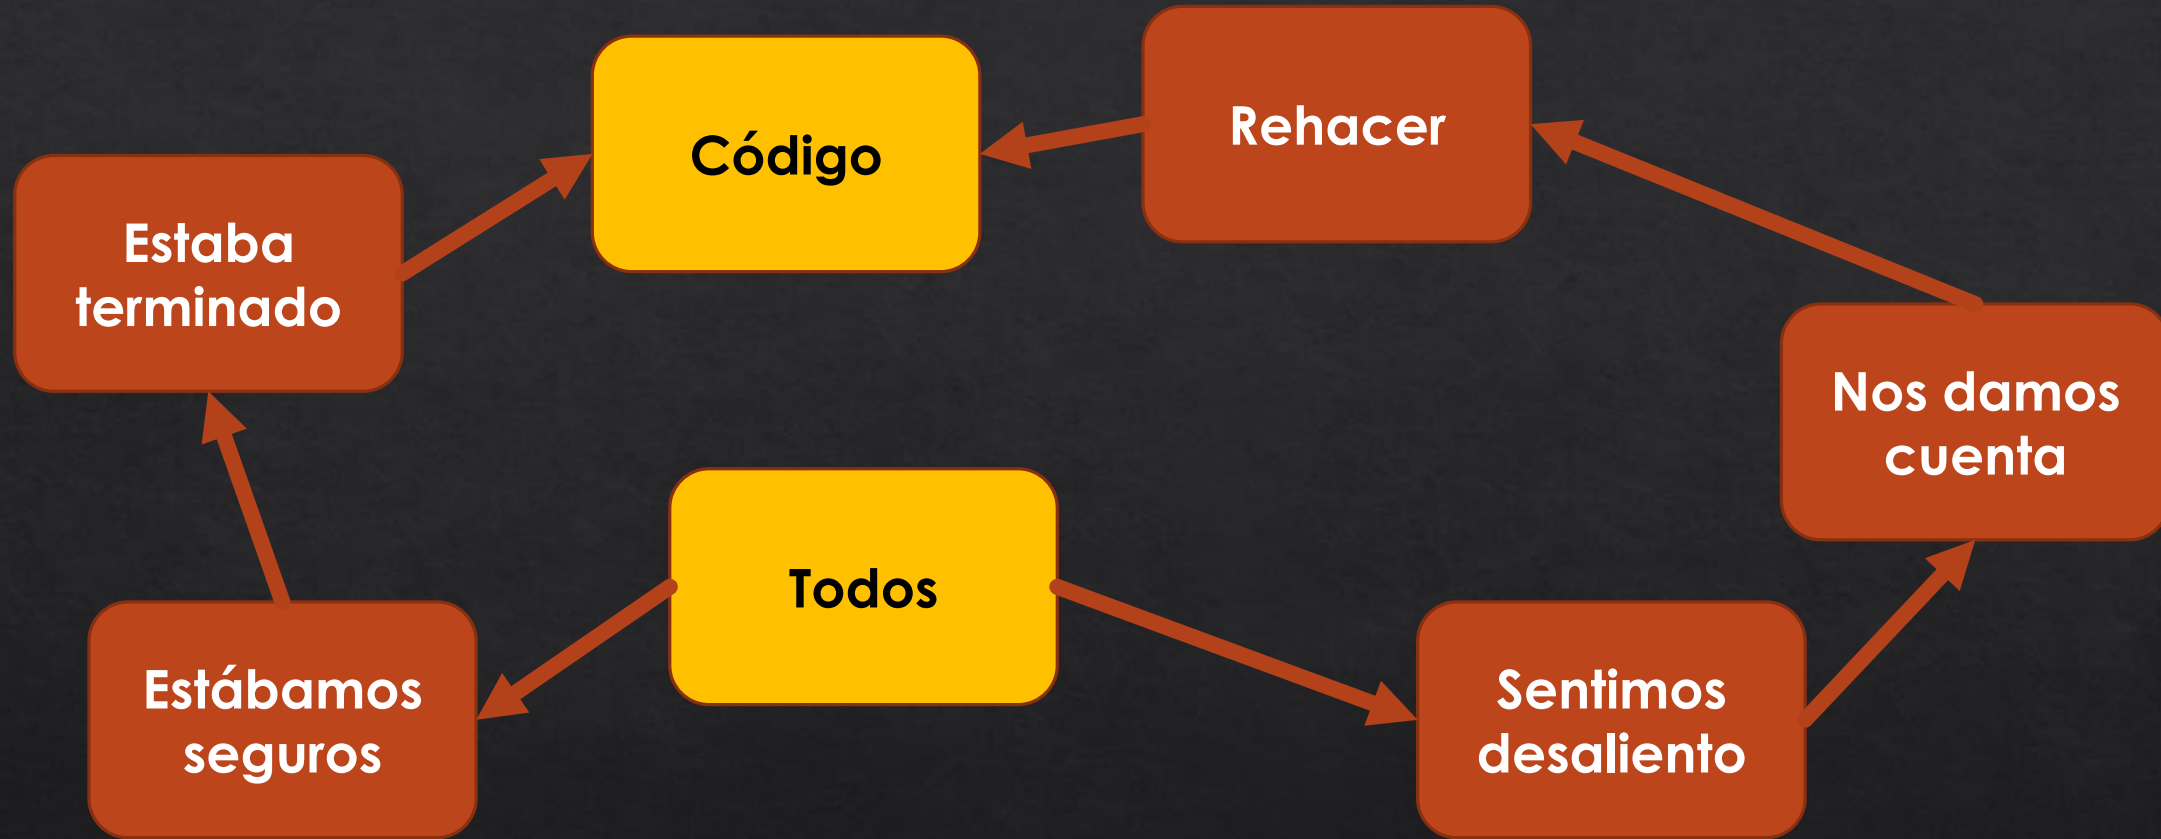 Código
Rehacer
Estaba
terminado
Nos damos
cuenta
Todos
Estábamos
seguros
Sentimos
desaliento